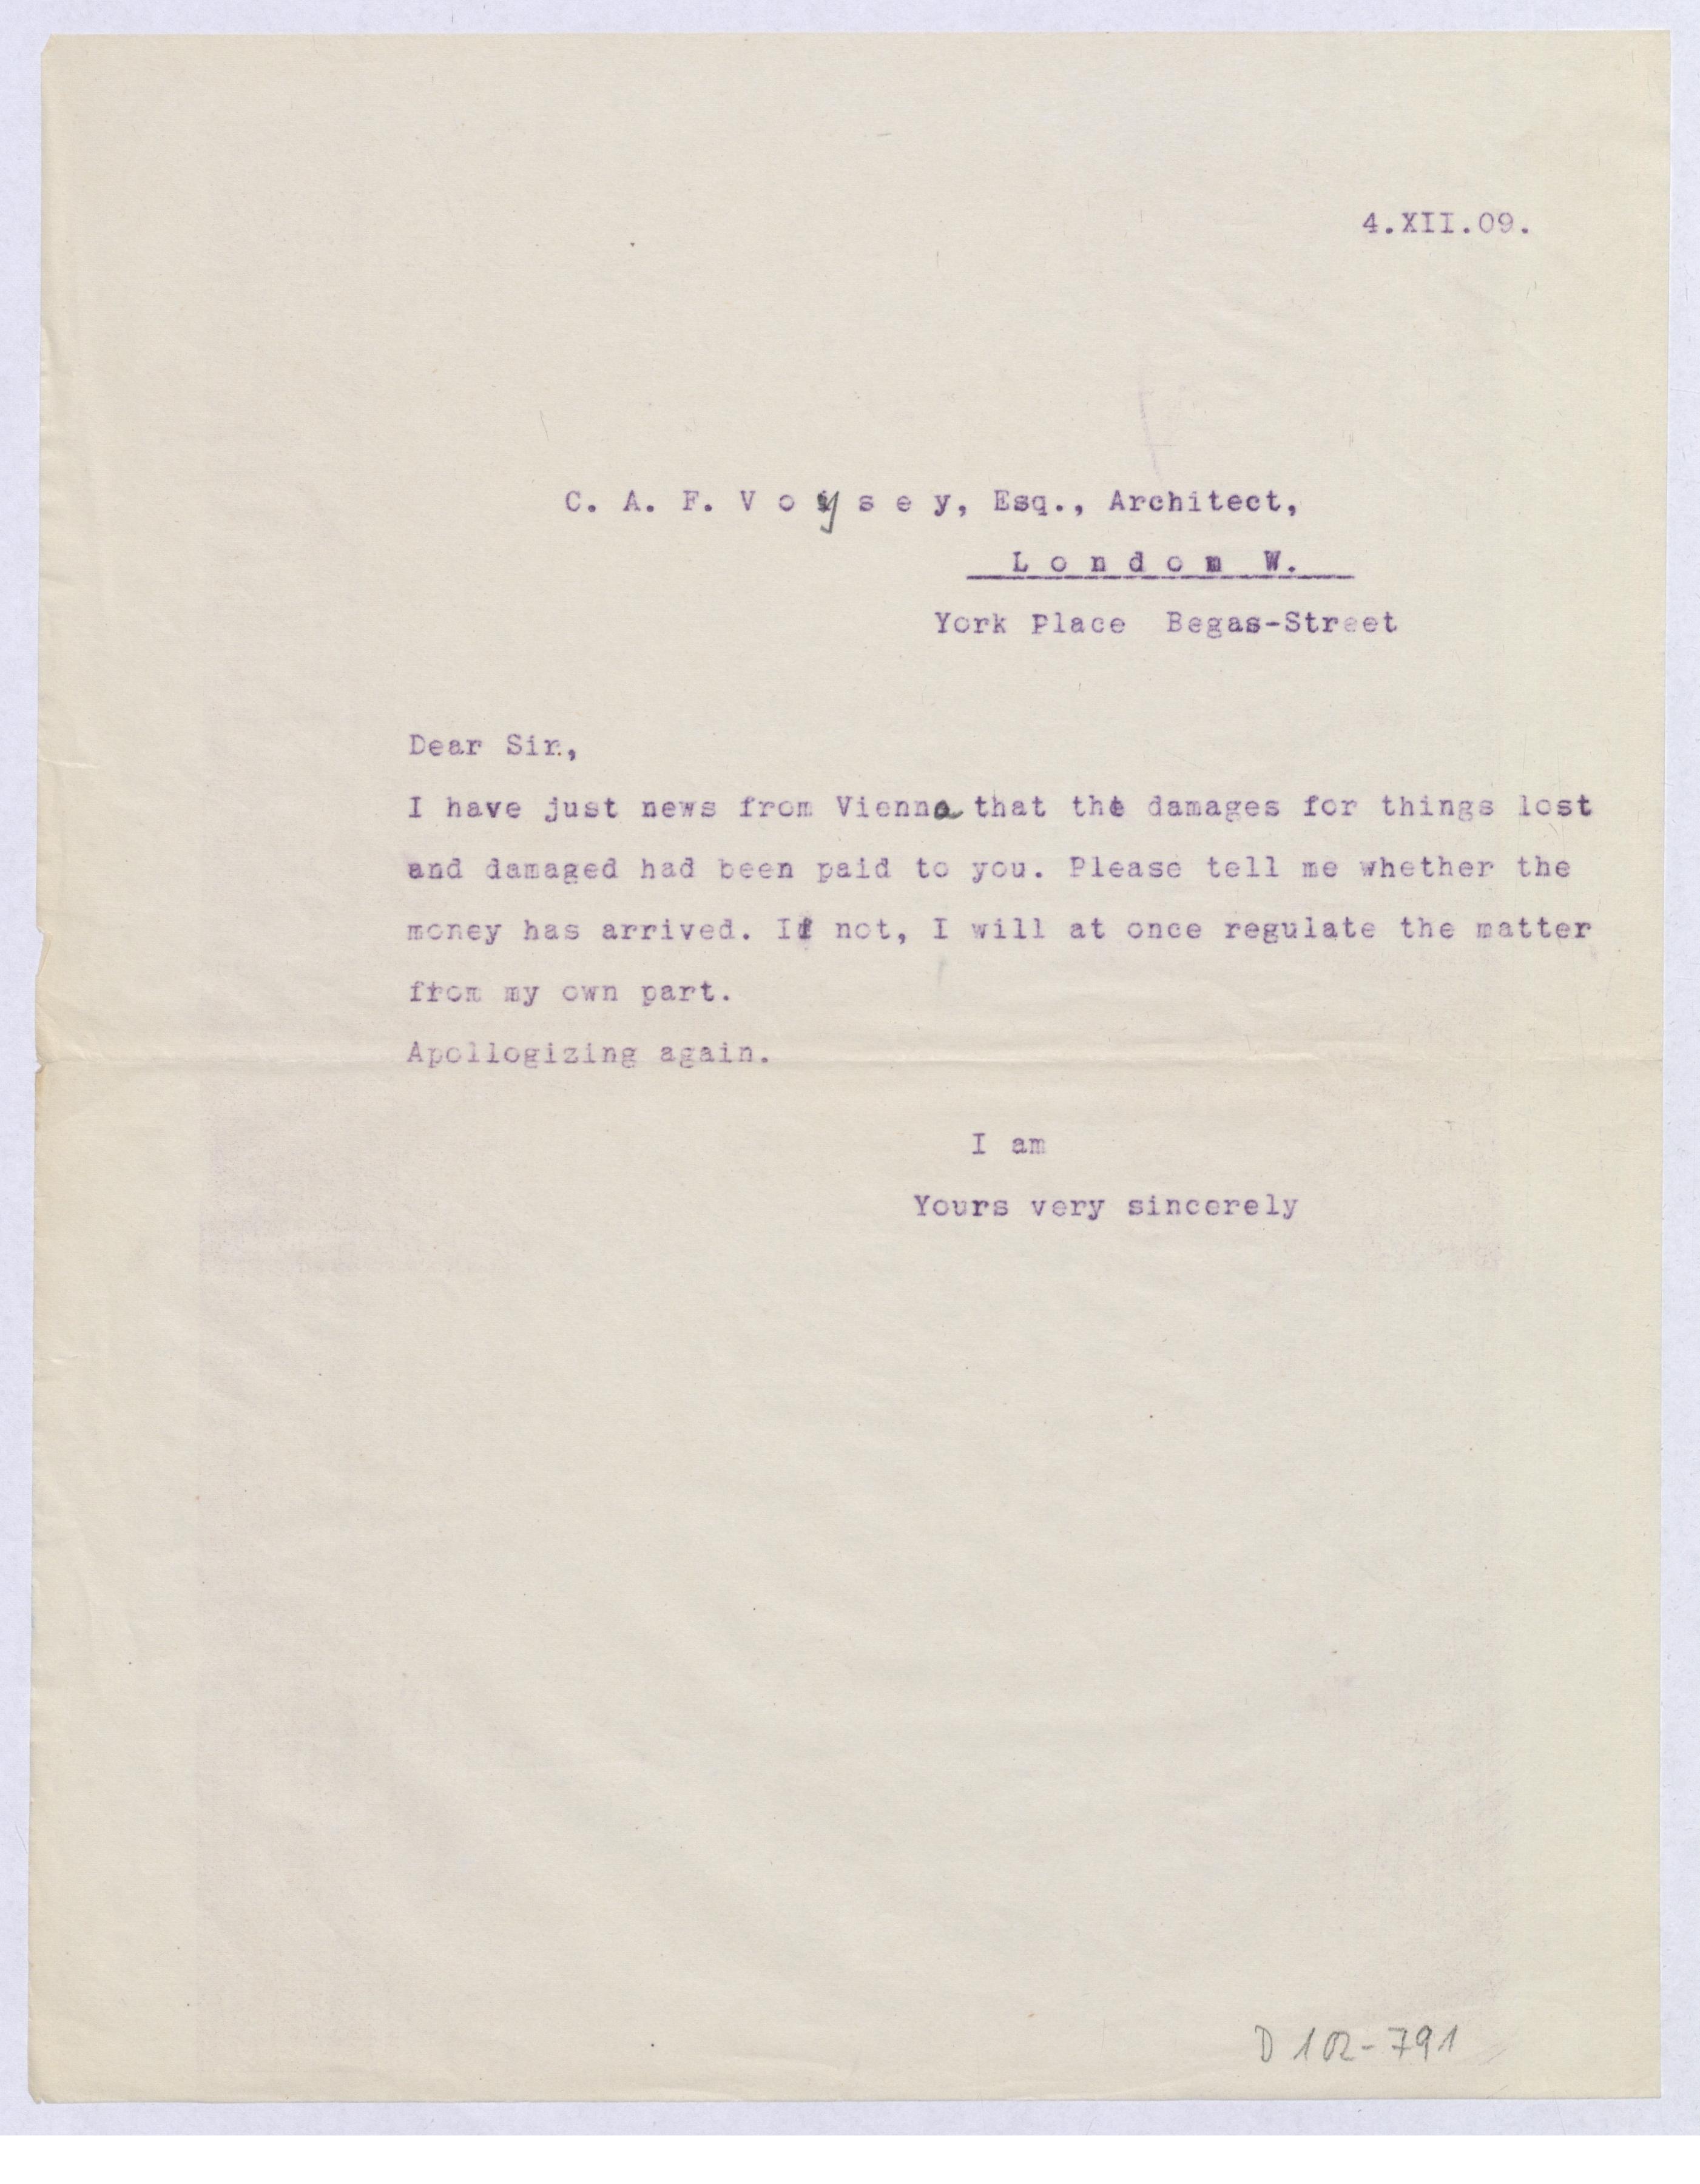 4.XII.09.
C. A. F. V o y s e y, Esq., Architect,
L o n d o n W.
York Place Begas-Street
Dear Sir,
I have just news from Vienna that the damages for things lost
and damaged had been paid to you. Please tell me whether the
money has arrived. If not, I will at once regulate the matter
from my own part.
Apollogizing again.
I am
Yours very sincerely
D 102-791